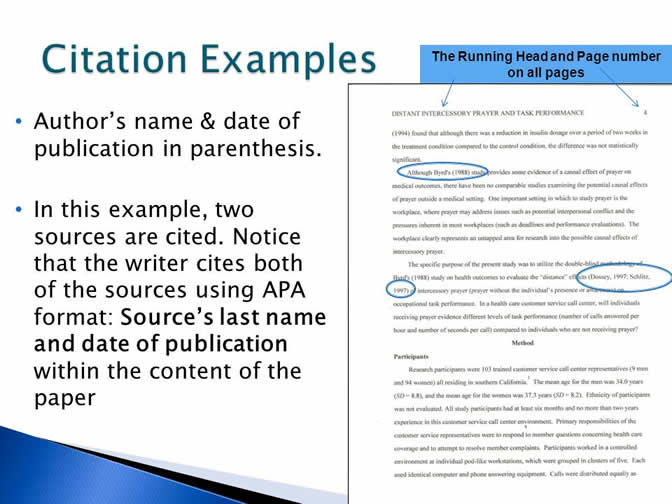 Citation Examples
The Running Head and Page number
on all pages
• Author’s name & date of
publication in parenthesis.
• In this example, two
sources are cited. Notice
that the writer cites both
of the sources using APA
format: Source’s last name
and date of publication
within the content of the
paper
DISTANT INTERCESSORY PRAYER AND TASK PERFORMANCE 4
(1994) found that although there was a reduction in insulin dosage over a period of two weeks in
the treatment condition compared to the control condition, the difference was not statistically
significant.
Although Byrd's (1988) study provides some evidence of a causal effect of prayer on
medical outcomes, there have been no comparable studies examining the potential causal effects
of prayer outside a medical setting. One important setting in which to study prayer is the
workplace, where prayer may address issues such as potential interpersonal conflict and the
pressures inherent in most workplaces (such as deadlines and performance evaluations). The
workplace clearly represents an untapped area for research into the possible causal effects of
intercessory prayer.
The specific purpose of the present study was to utilize the double-blind methodology of
Byrd's (1988) study on health outcomes to evaluate the “distance” effects (Dossey, 1997; Schlitz,
1997) of intercessory prayer (prayer without the individual's presence or awareness) on
occupational task performance. In a health care customer service call center, will individuals
receiving prayer evidence different levels of task performance (number of calls answered per
hour and number of seconds per call) compared to individuals who are not receiving prayer?
Method
Participants
Research participants were 103 trained customer service call center representatives (9 men
and 94 women) all residing in southern California.1 The mean age for the men was 34.0 years
(SD = 8.8), and the mean age for the women was 37.3 years (SD = 8.2). Ethnicity of participants
was not evaluated. All study participants had at least six months and no more than two years
experience in this customer service call center environment. Primary responsibilities of the
customer service representatives were to respond to member questions concerning health care
coverage and to attempt to resolve member complaints. Participants worked in a controlled
environment at individual pod-like workstations, which were grouped in clusters of five. Each
used identical computer and phone answering equipment. Calls were distributed equally as